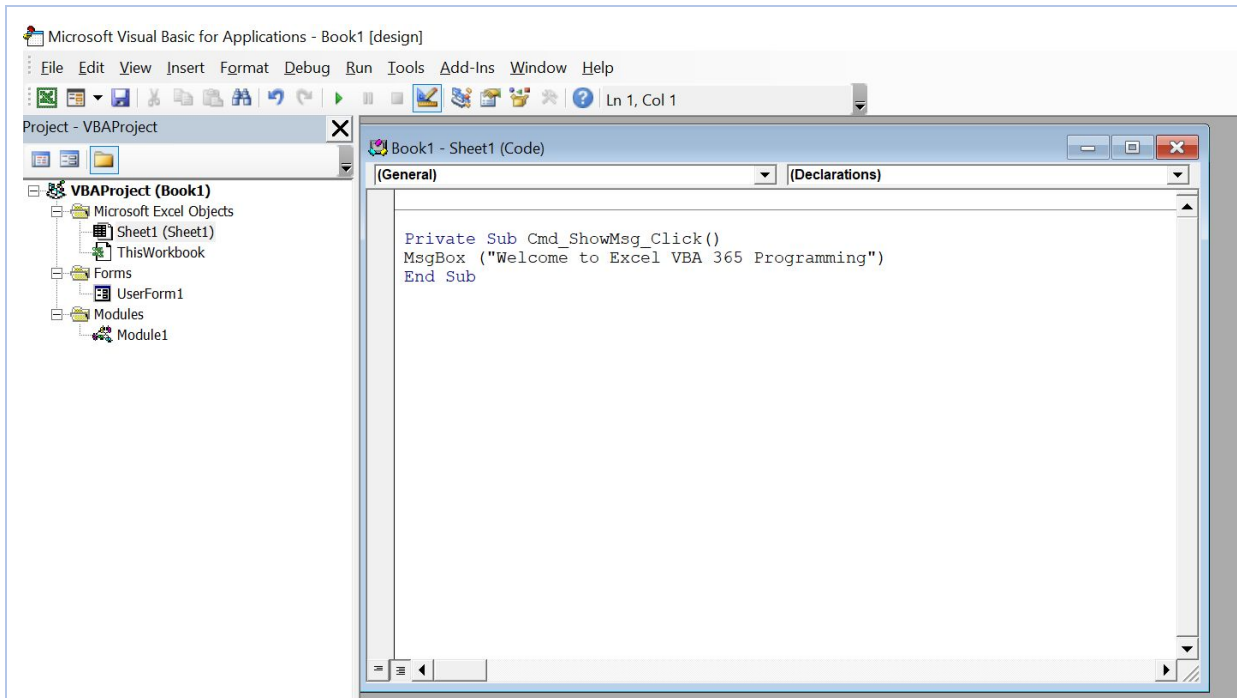 Microsoft Visual Basic for Applications - Book1 [design]
File Edit View Insert Format Debug Run Tools Add-Ins Window Help
Ln 1, Col 1
Project - VBAProject
VBAProject (Book1)
Microsoft Excel Objects
Sheet1 (Sheet1)
ThisWorkbook
Forms
UserForm1
Modules
Module1
Book1 - Sheet1 (Code)
(General) (Declarations)
Private Sub Cmd_ShowMsg_Click()
MsgBox ("Welcome to Excel VBA 365 Programming")
End Sub